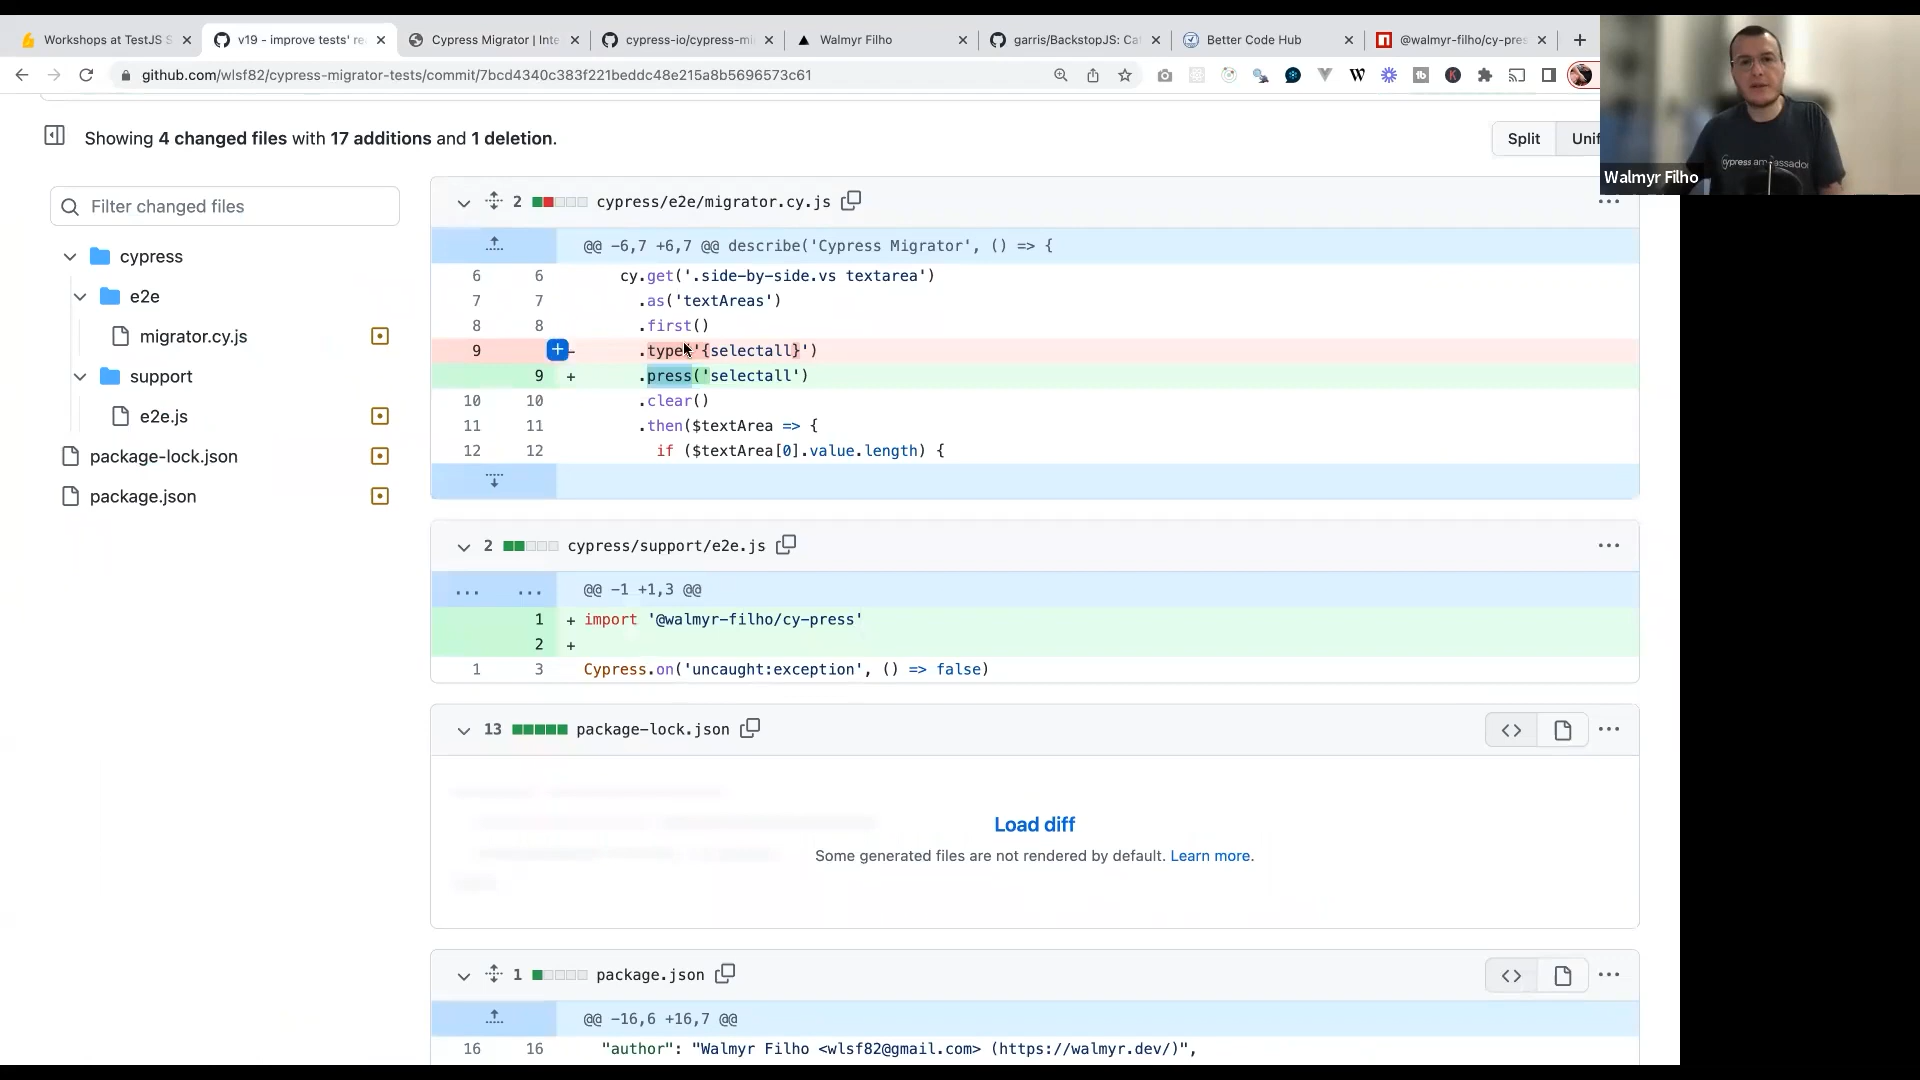 Workshops at TestJS S
v19 - improve tests' re
Cypress Migrator | Inte
cypress-io/cypress-mi
Walmyr Filho
garris/BackstopJS: Cat
Better Code Hub
@walmyr-filho/cy-pres
github.com/wlsf82/cypress-migrator-tests/commit/7bcd4340c383f221beddc48e215a8b5696573c61
Showing 4 changed files with 17 additions and 1 deletion.
Split
Unif
cypress ambassador
Walmyr Filho
Filter changed files
cypress
e2e
migrator.cy.js
support
e2e.js
package-lock.json
package.json
2 cypress/e2e/migrator.cy.js
@@ -6,7 +6,7 @@ describe('Cypress Migrator', () => {
6 6 cy.get('.side-by-side.vs textarea')
7 7 .as('textAreas')
8 8 .first()
9 - .type('{selectall}')
9 + .press('selectall')
10 10 .clear()
11 11 .then($textArea => {
12 12 if ($textArea[0].value.length) {
2 cypress/support/e2e.js
... ... @@ -1 +1,3 @@
1 + import '@walmyr-filho/cy-press'
2 +
1 3 Cypress.on('uncaught:exception', () => false)
13 package-lock.json
Load diff
Some generated files are not rendered by default. Learn more.
1 package.json
@@ -16,6 +16,7 @@
16 16 "author": "Walmyr Filho <wlsf82@gmail.com> (https://walmyr.dev/)",